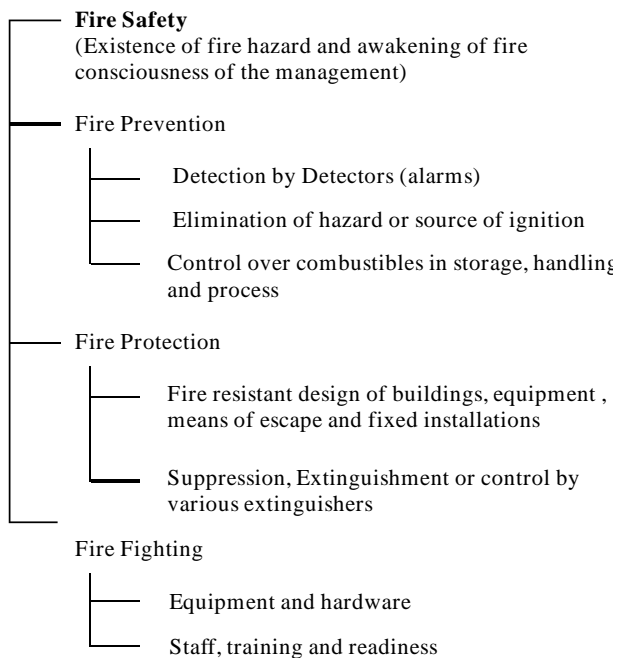 Fire Safety
(Existence of fire hazard and awakening of fire
consciousness of the management)
Fire Prevention
Detection by Detectors (alarms)
Elimination of hazard or source of ignition
Control over combustibles in storage, handling
and process
Fire Protection
Fire resistant design of buildings, equipment ,
means of escape and fixed installations
Suppression, Extinguishment or control by
various extinguishers
Fire Fighting
Equipment and hardware
Staff, training and readiness